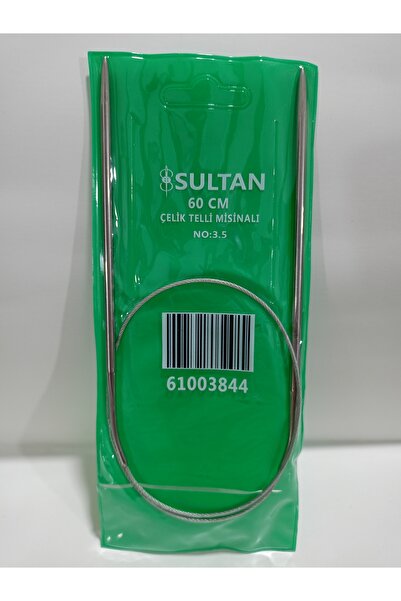 SULTAN
60 CM
ÇELİK TELLİ MİSİNALI
NO:3.5
61003844